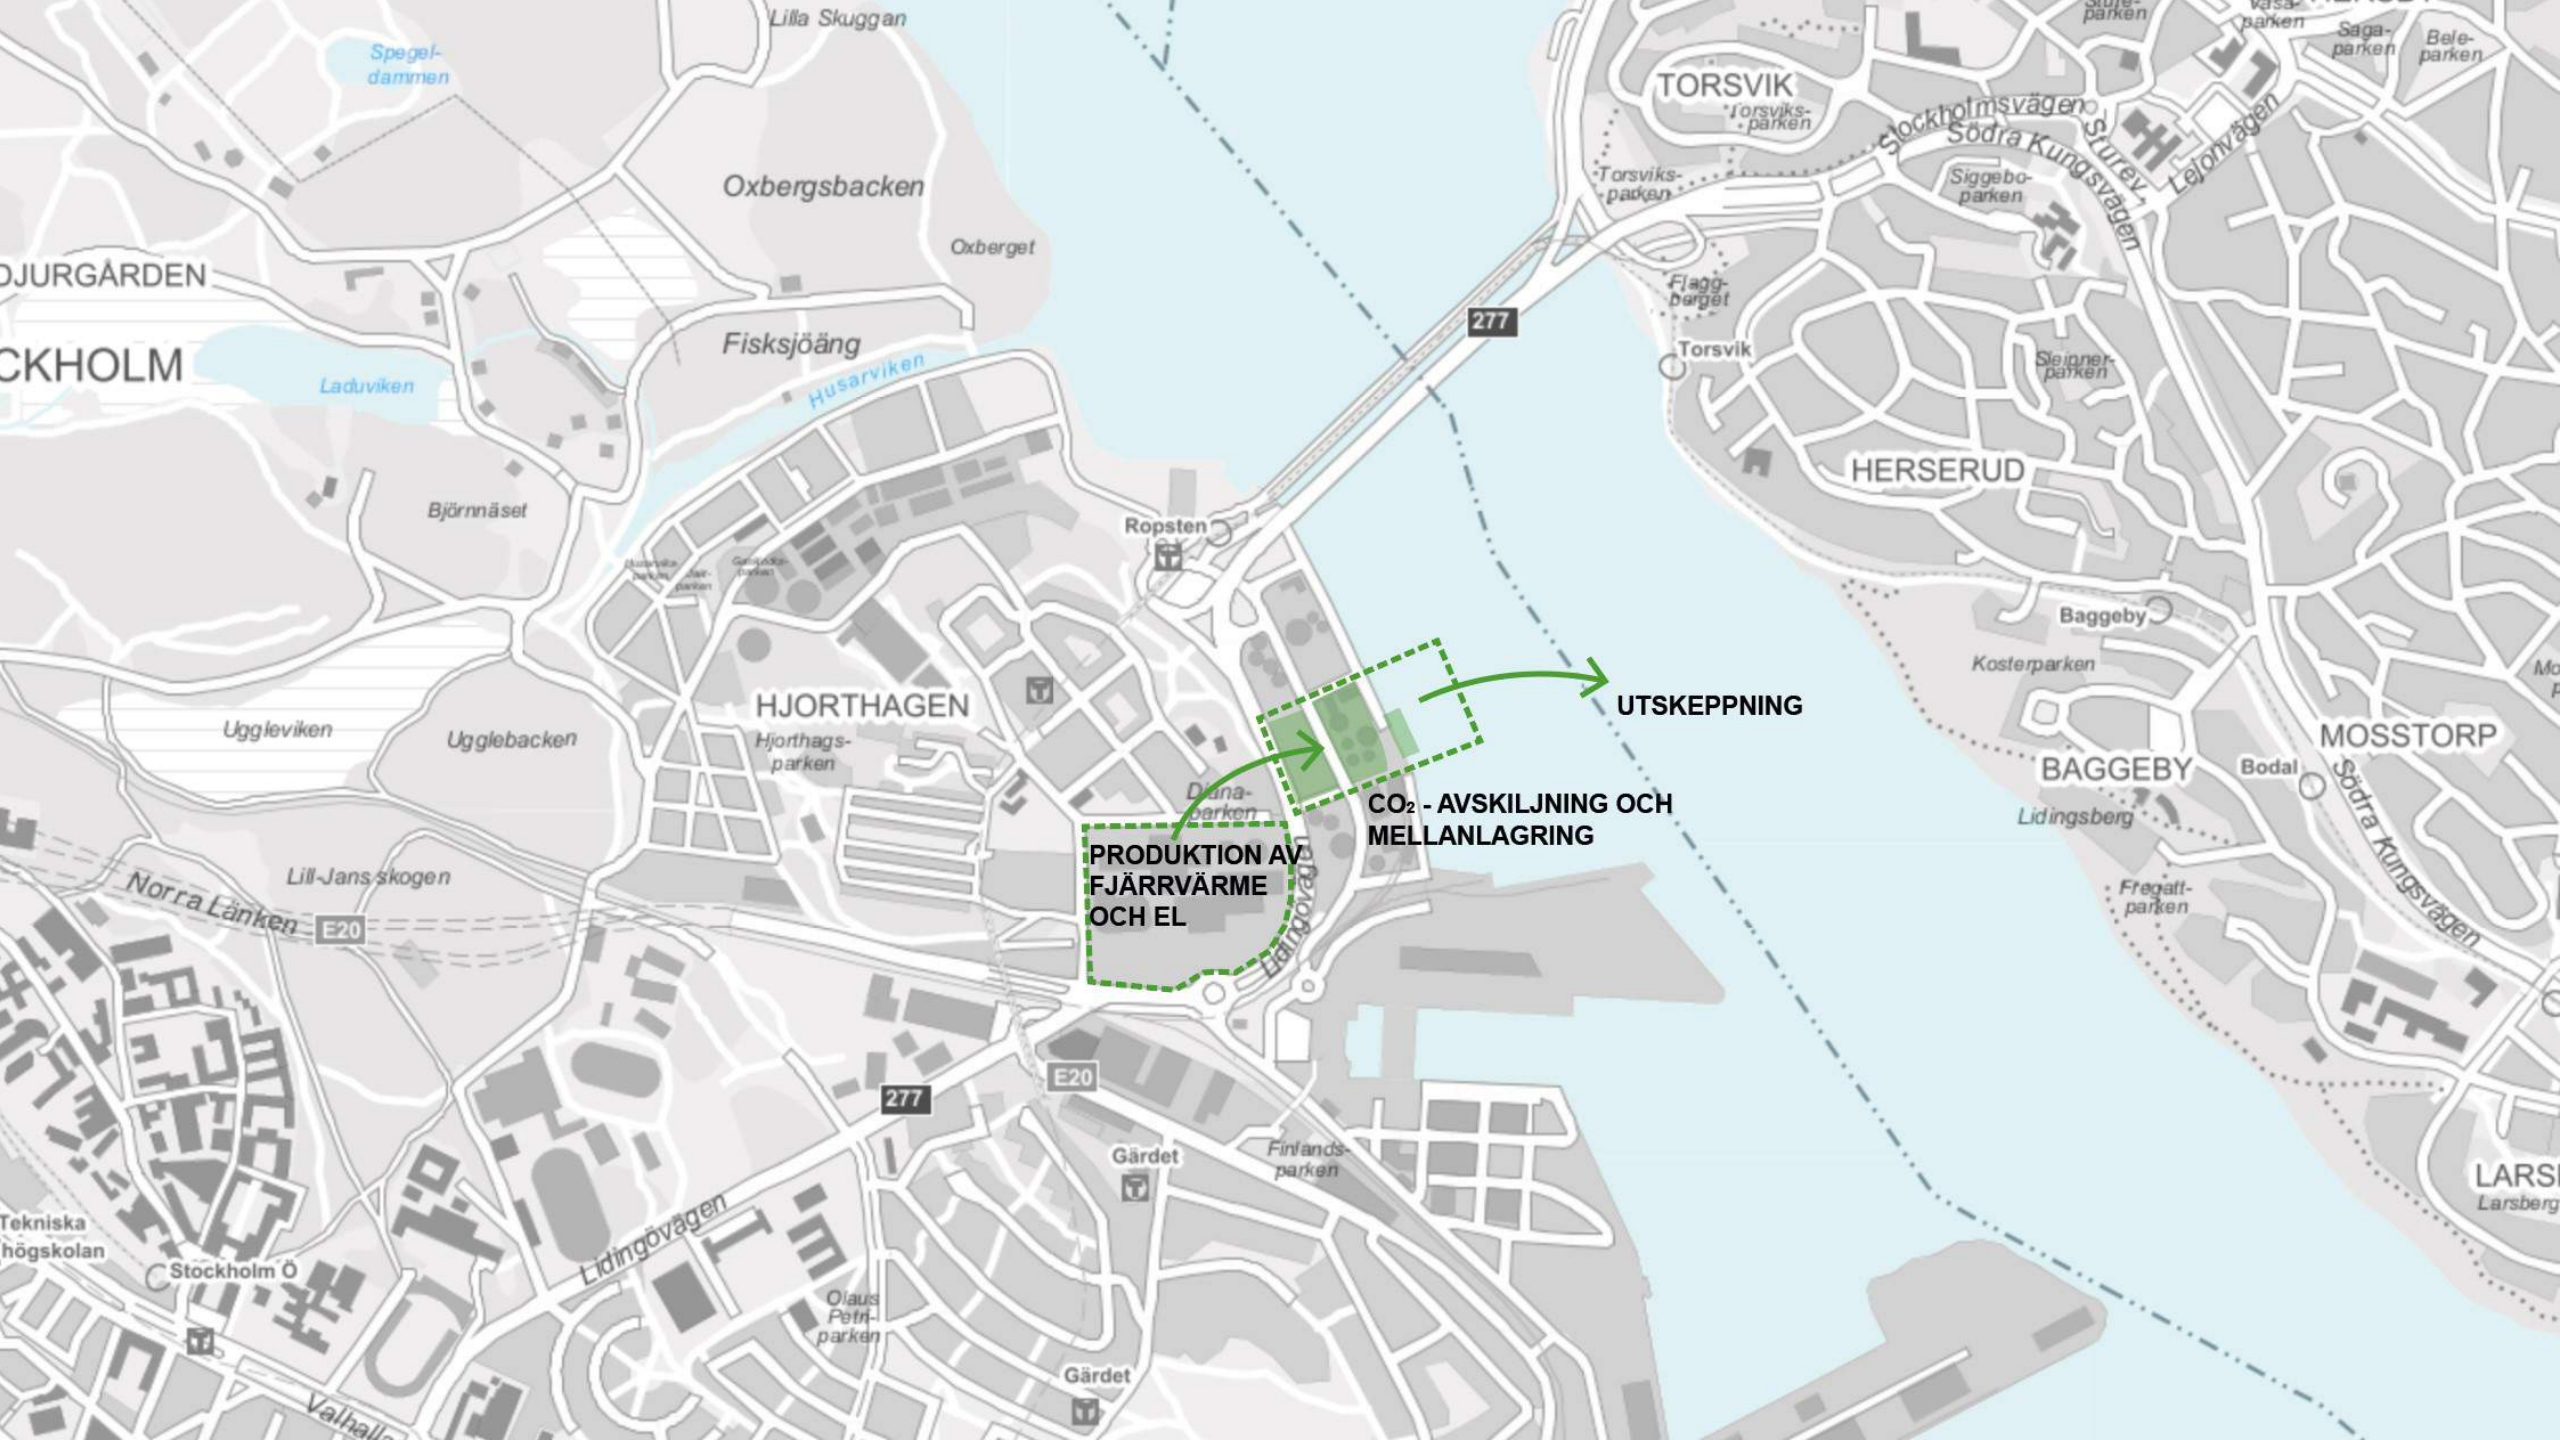 Lilla Skuggan
Spegel-
dammen
Oxbergsbacken
Oxberget
DJURGÅRDEN
CKHOLM
Laduviken
Fisksjöäng
Husarviken
Björnnäset
Ropsten
277
TORSVIK
Torsviks-
parken
Torsviks-
parken
Stockholmsvägen
Södra Kungsvägen
Sturev
Lejonvägen
Siggebo-
parken
parken
Vasa-
parken
Saga-
parken
Bele-
parken
Flagg-
berget
Torsvik
Sleipner-
parken
HERSERUD
Baggeby
Kosterparken
BAGGEBY
Lidingsberg
MOSSTORP
Bodal
Södra Kungsvägen
Fregatt-
parken
LARS
Larsberg
Uggleviken
Ugglebacken
HJORTHAGEN
Hjorthags-
parken
Diana-
parken
UTSKEPPNING
CO₂ - AVSKILJNING OCH
MELLANLAGRING
PRODUKTION AV
FJÄRRVÄRME
OCH EL
Lidingövägen
Lill-Jansskogen
Norra Länken
E20
277
E20
Gärdet
Finlands-
parken
Lidingövägen
Tekniska
högskolan
Stockholm Ö
Olaus
Petri-
parken
Gärdet
Valhalla